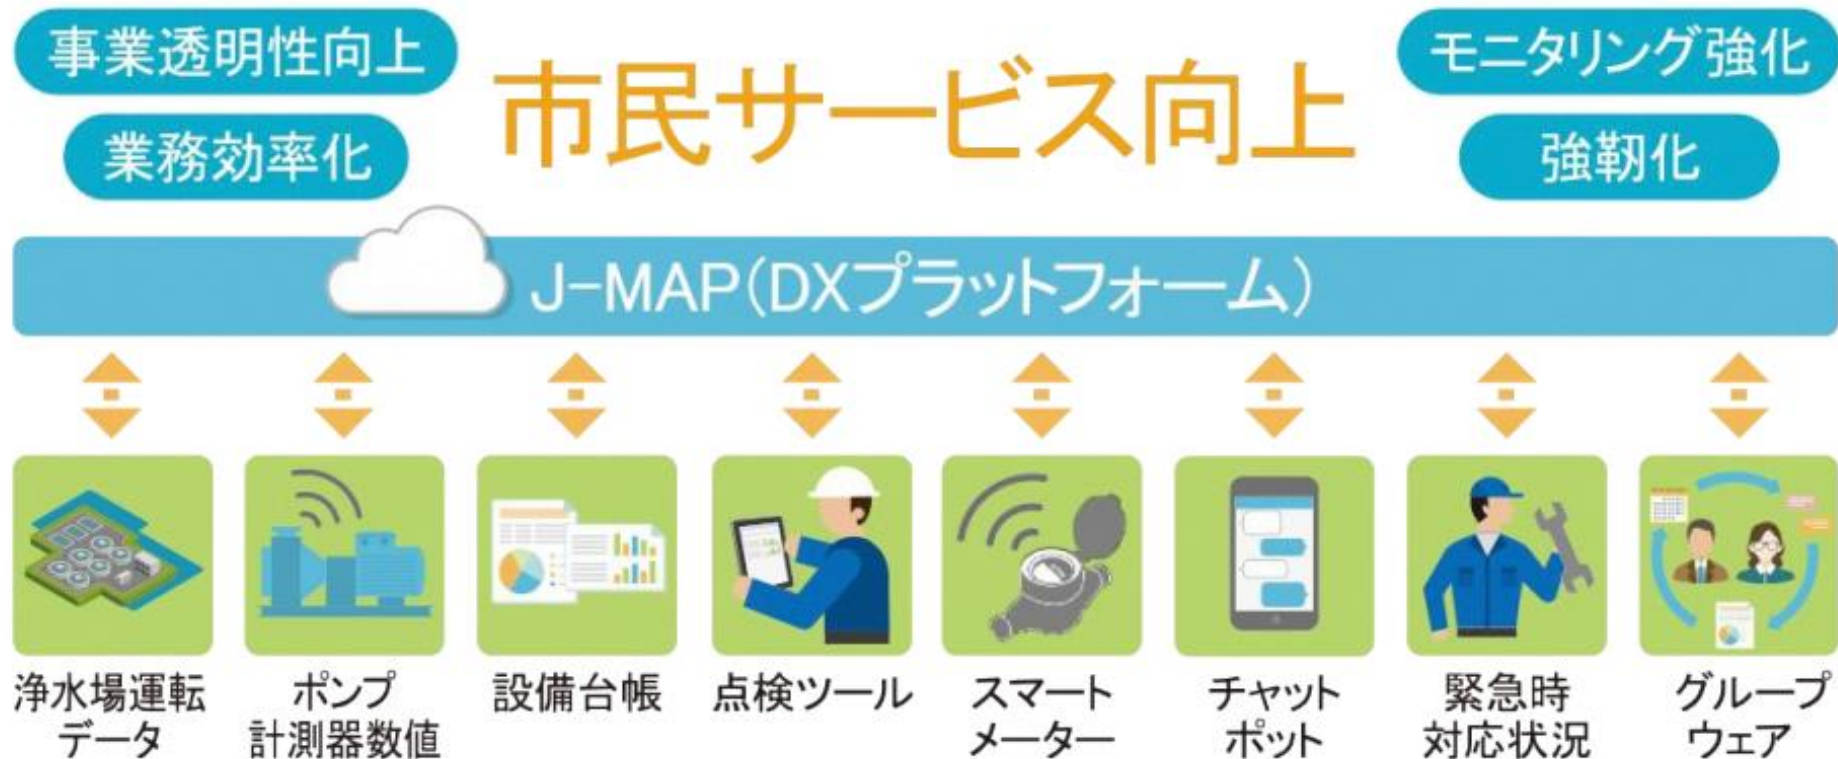 事業透明性向上
業務効率化
市民サービス向上
モニタリング強化
強靭化
J-MAP(DXプラットフォーム)
浄水場運転
データ
ポンプ
計測器数値
設備台帳
点検ツール
スマート
メーター
チャット
ポット
緊急時
対応状況
グループ
ウェア